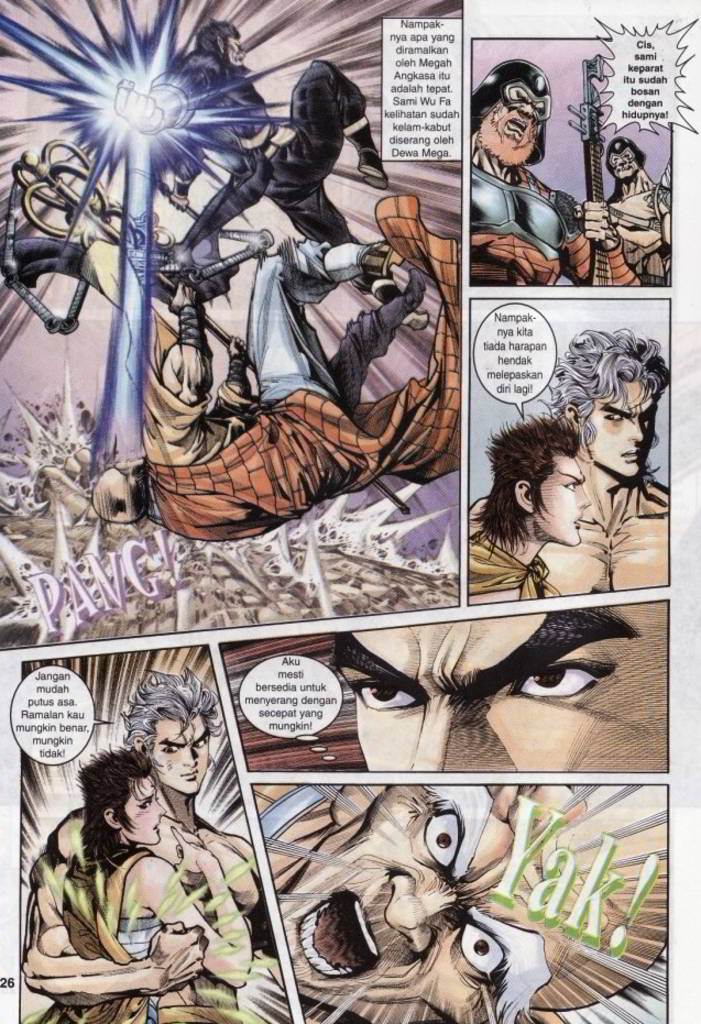 Nampak-
nya apa yang
diramalkan
oleh Megah
Angkasa itu
adalah tepat.
Sami Wu Fa
kelihatan sudah
kelam-kabut
diserang oleh
Dewa Mega.
Cis,
sami
keparat
itu sudah
bosan
dengan
hidupnya!
PANG!
Nampak-
nya kita
tiada harapan
hendak
melepaskan
diri lagi!
Jangan
mudah
putus asa.
Ramalan kau
mungkin benar,
mungkin
tidak!
Aku
mesti
bersedia untuk
menyerang dengan
secepat yang
mungkin!
Yak!
26